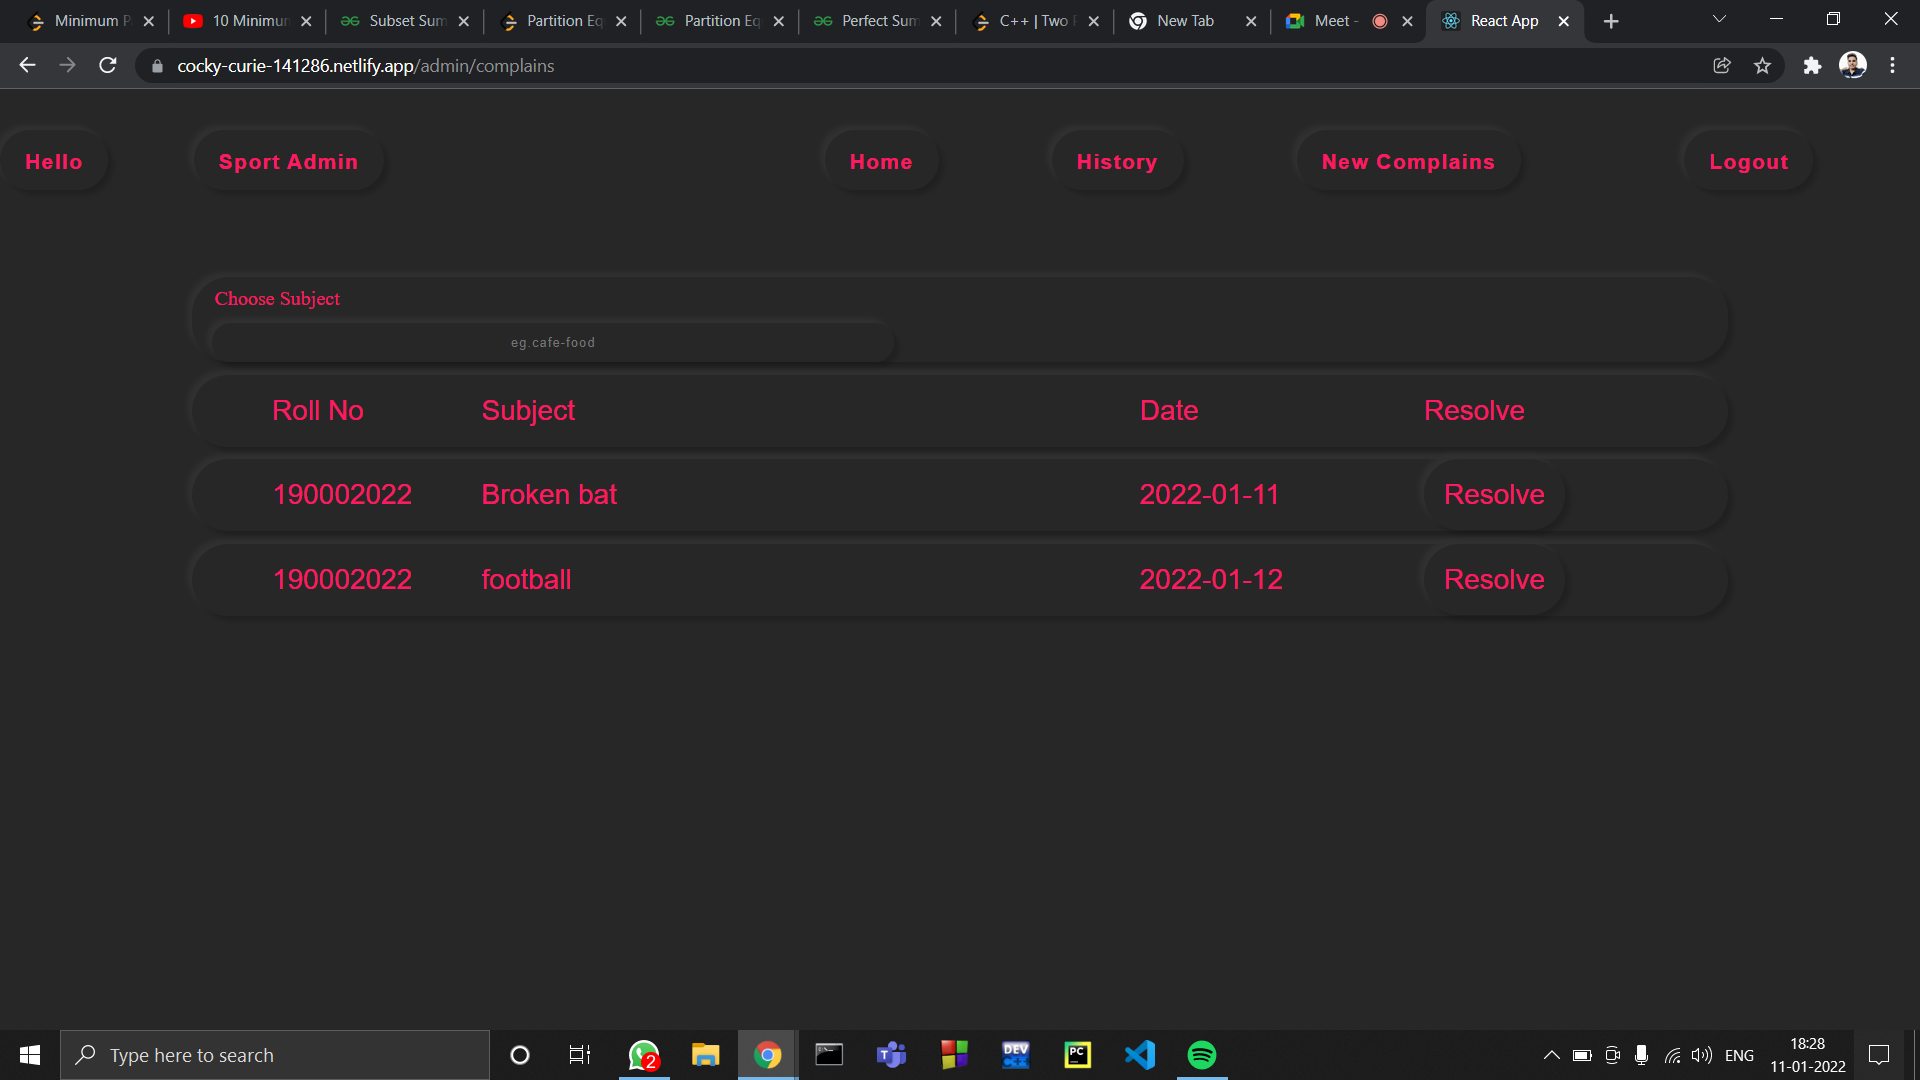 Minimum P
10 Minimun
Subset Sum
Partition Eq
Partition Eq
Perfect Sum
C++ | Two P
New Tab
Meet -
React App
cocky-curie-141286.netlify.app/admin/complains
Hello
Sport Admin
Home
History
New Complains
Logout
Choose Subject
eg.cafe-food
Roll No Subject Date Resolve
190002022 Broken bat 2022-01-11 Resolve
190002022 football 2022-01-12 Resolve
Type here to search
2
DEV
C++
PC
ENG
18:28
11-01-2022